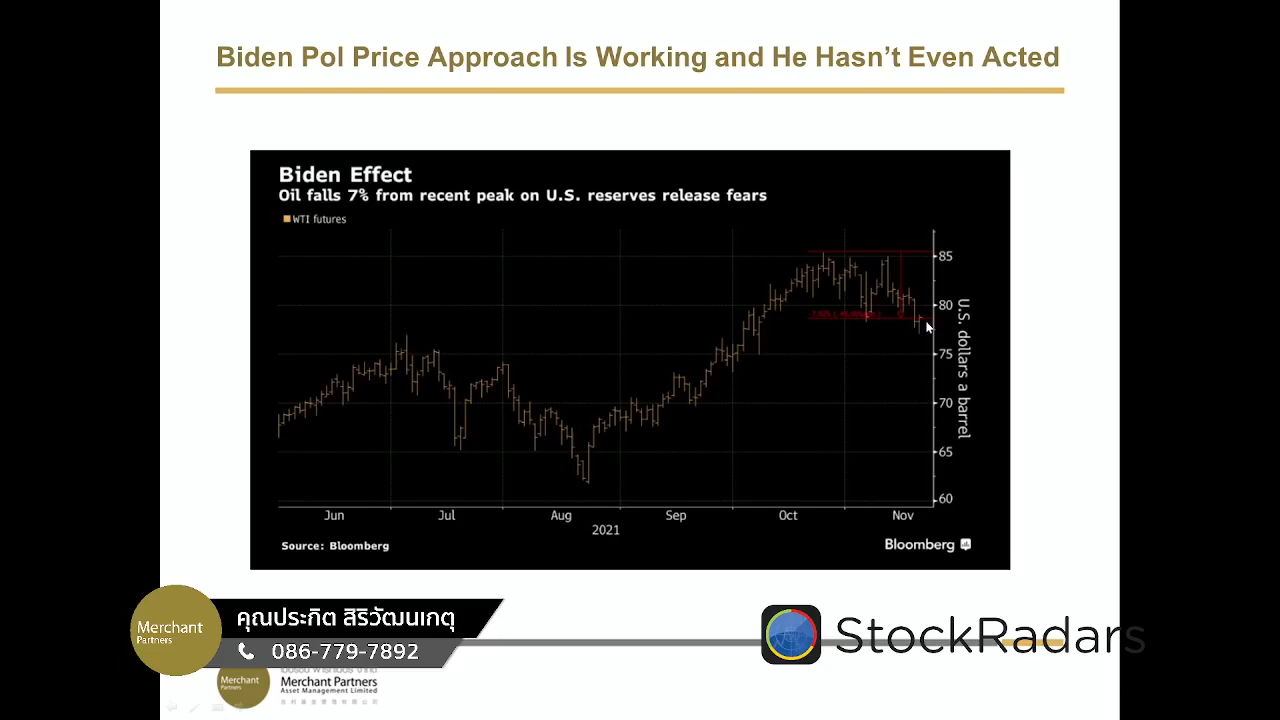 Biden Pol Price Approach Is Working and He Hasn't Even Acted
Biden Effect
Oil falls 7% from recent peak on U.S. reserves release fears
WTI futures
85
80
75
70
65
60
U.S. dollars a barrel
Jun Jul Aug Sep Oct Nov
2021
Source: Bloomberg
Bloomberg
Merchant
Partners
คุณประกิต สิริวัฒนเกตุ
086-779-7892
StockRadars
Merchant
Partners
Merchant Partners
Asset Management Limited